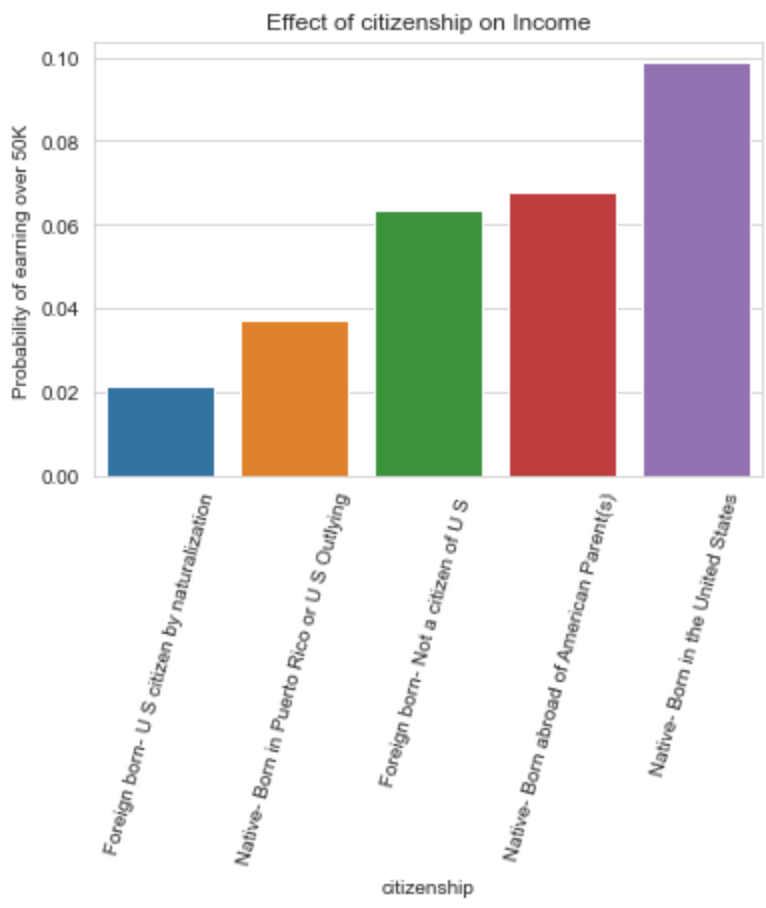 Effect of citizenship on Income
Probability of earning over 50K
0.10
0.08
0.06
0.04
0.02
0.00
Foreign born- U S citizen by naturalization
Native- Born in Puerto Rico or U S Outlying
Foreign born- Not a citizen of U S
Native- Born abroad of American Parent(s)
Native- Born in the United States
citizenship